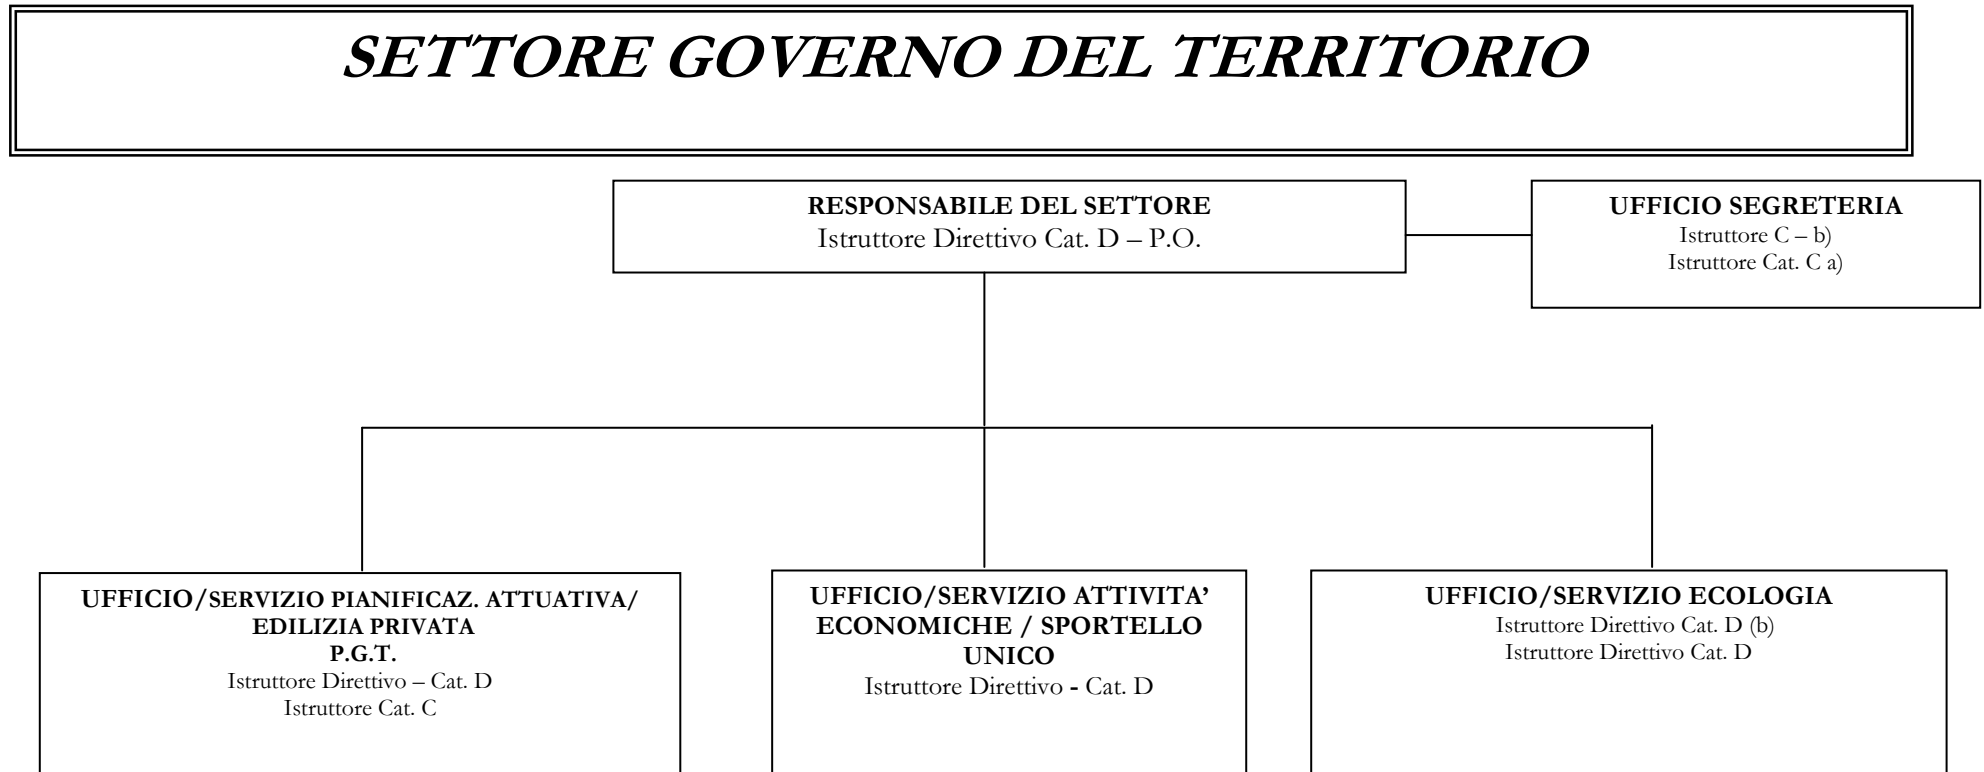 SETTORE GOVERNO DEL TERRITORIO
RESPONSABILE DEL SETTORE
Istruttore Direttivo Cat. D – P.O.
UFFICIO SEGRETERIA
Istruttore C – b)
Istruttore Cat. C a)
UFFICIO/SERVIZIO PIANIFICAZ. ATTUATIVA/
EDILIZIA PRIVATA
P.G.T.
Istruttore Direttivo – Cat. D
Istruttore Cat. C
UFFICIO/SERVIZIO ATTIVITA’
ECONOMICHE / SPORTELLO
UNICO
Istruttore Direttivo - Cat. D
UFFICIO/SERVIZIO ECOLOGIA
Istruttore Direttivo Cat. D (b)
Istruttore Direttivo Cat. D